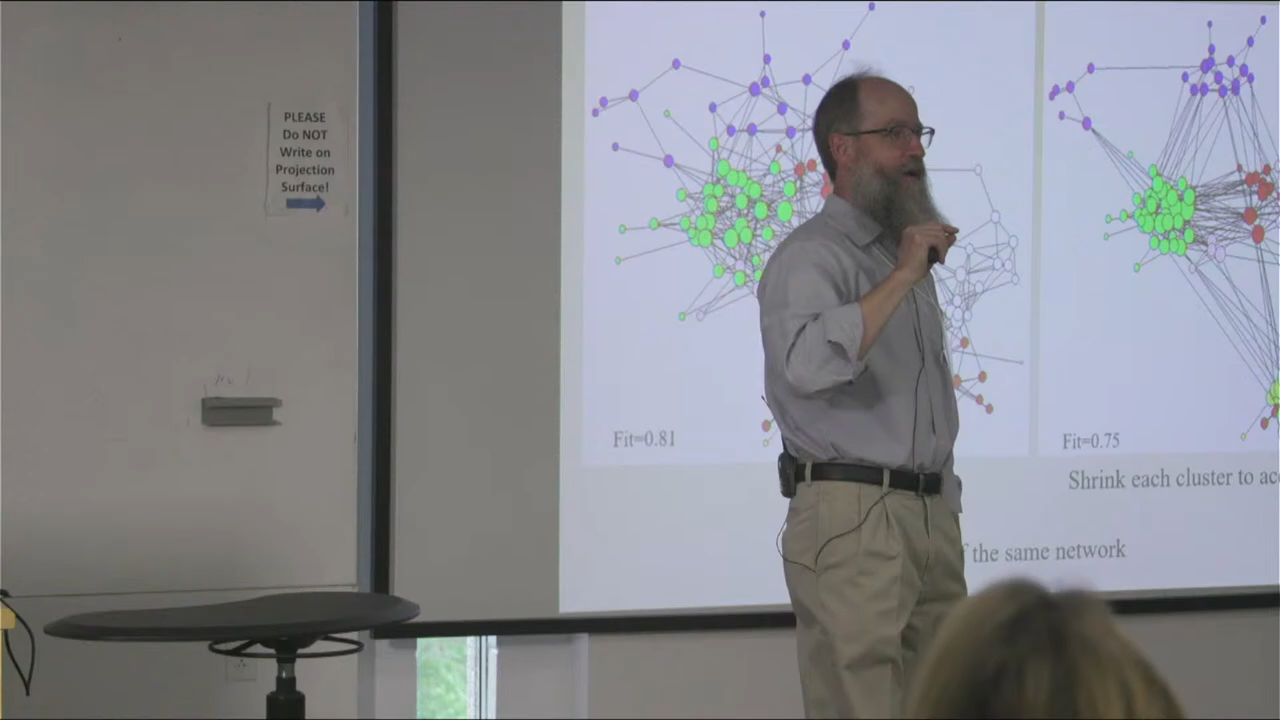 PLEASE
Do NOT
Write on
Projection
Surface!
Fit=0.81
Fit=0.75
Shrink each cluster to
the same network